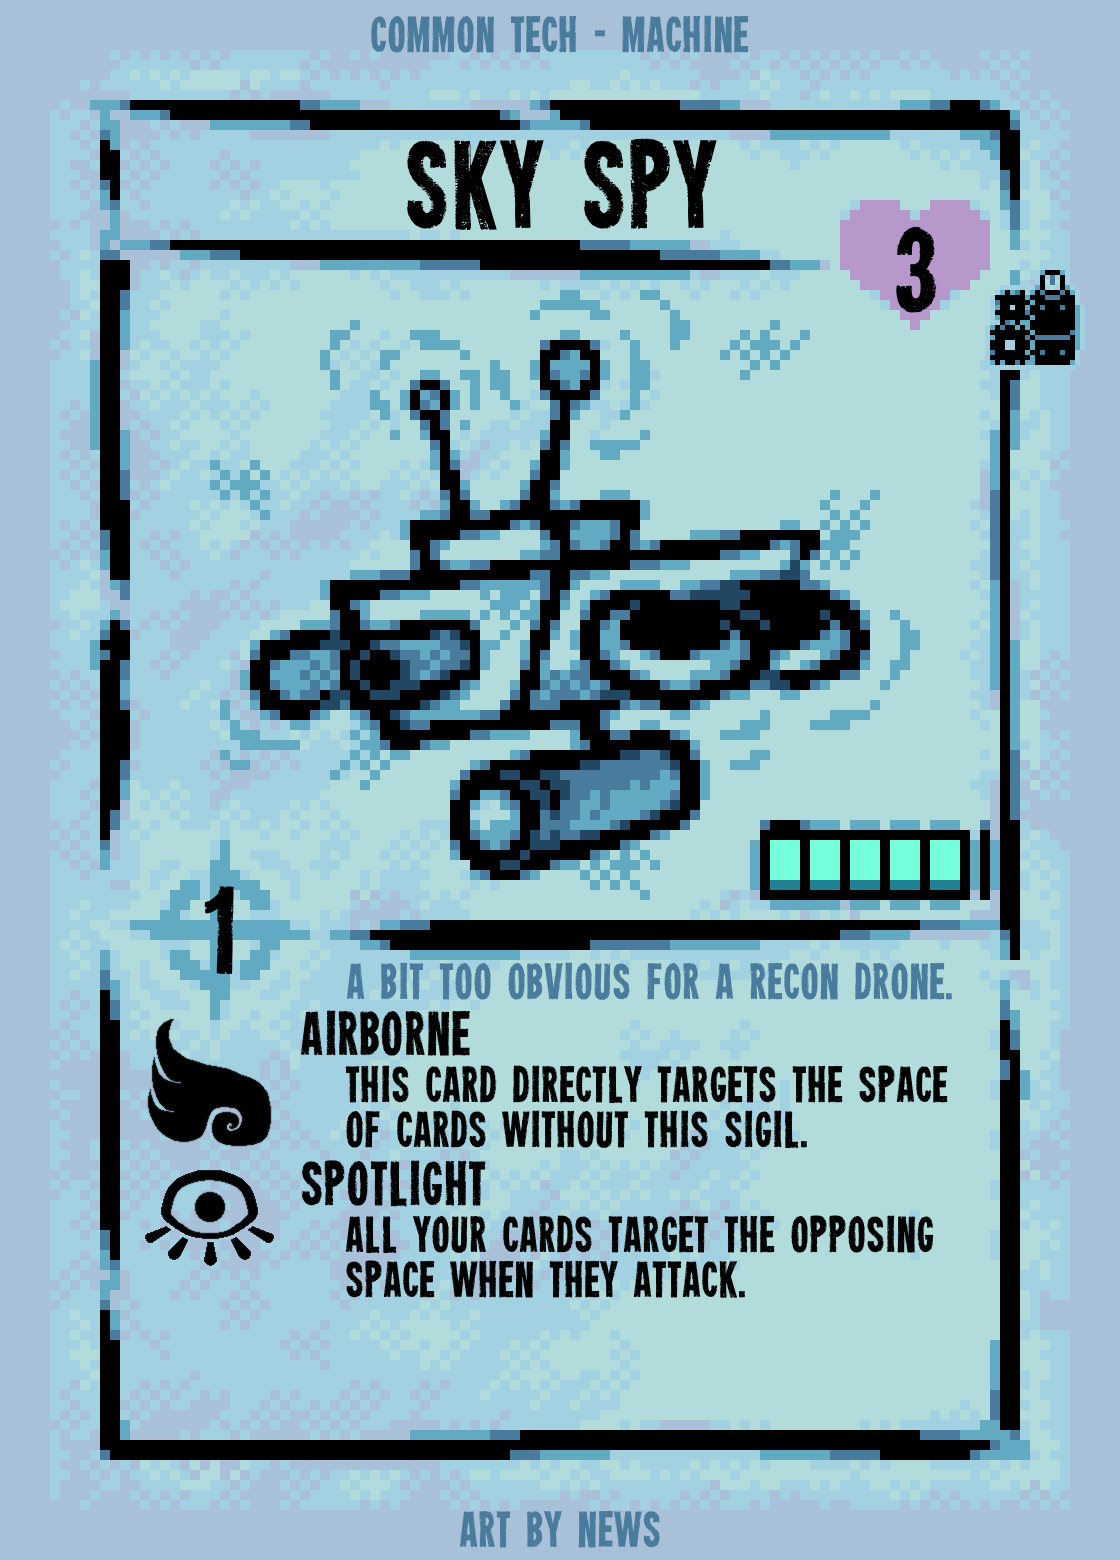 COMMON TECH - MACHINE
SKY SPY
3
1
A BIT TOO OBVIOUS FOR A RECON DRONE.
AIRBORNE
THIS CARD DIRECTLY TARGETS THE SPACE
OF CARDS WITHOUT THIS SIGIL.
SPOTLIGHT
ALL YOUR CARDS TARGET THE OPPOSING
SPACE WHEN THEY ATTACK.
ART BY NEWS